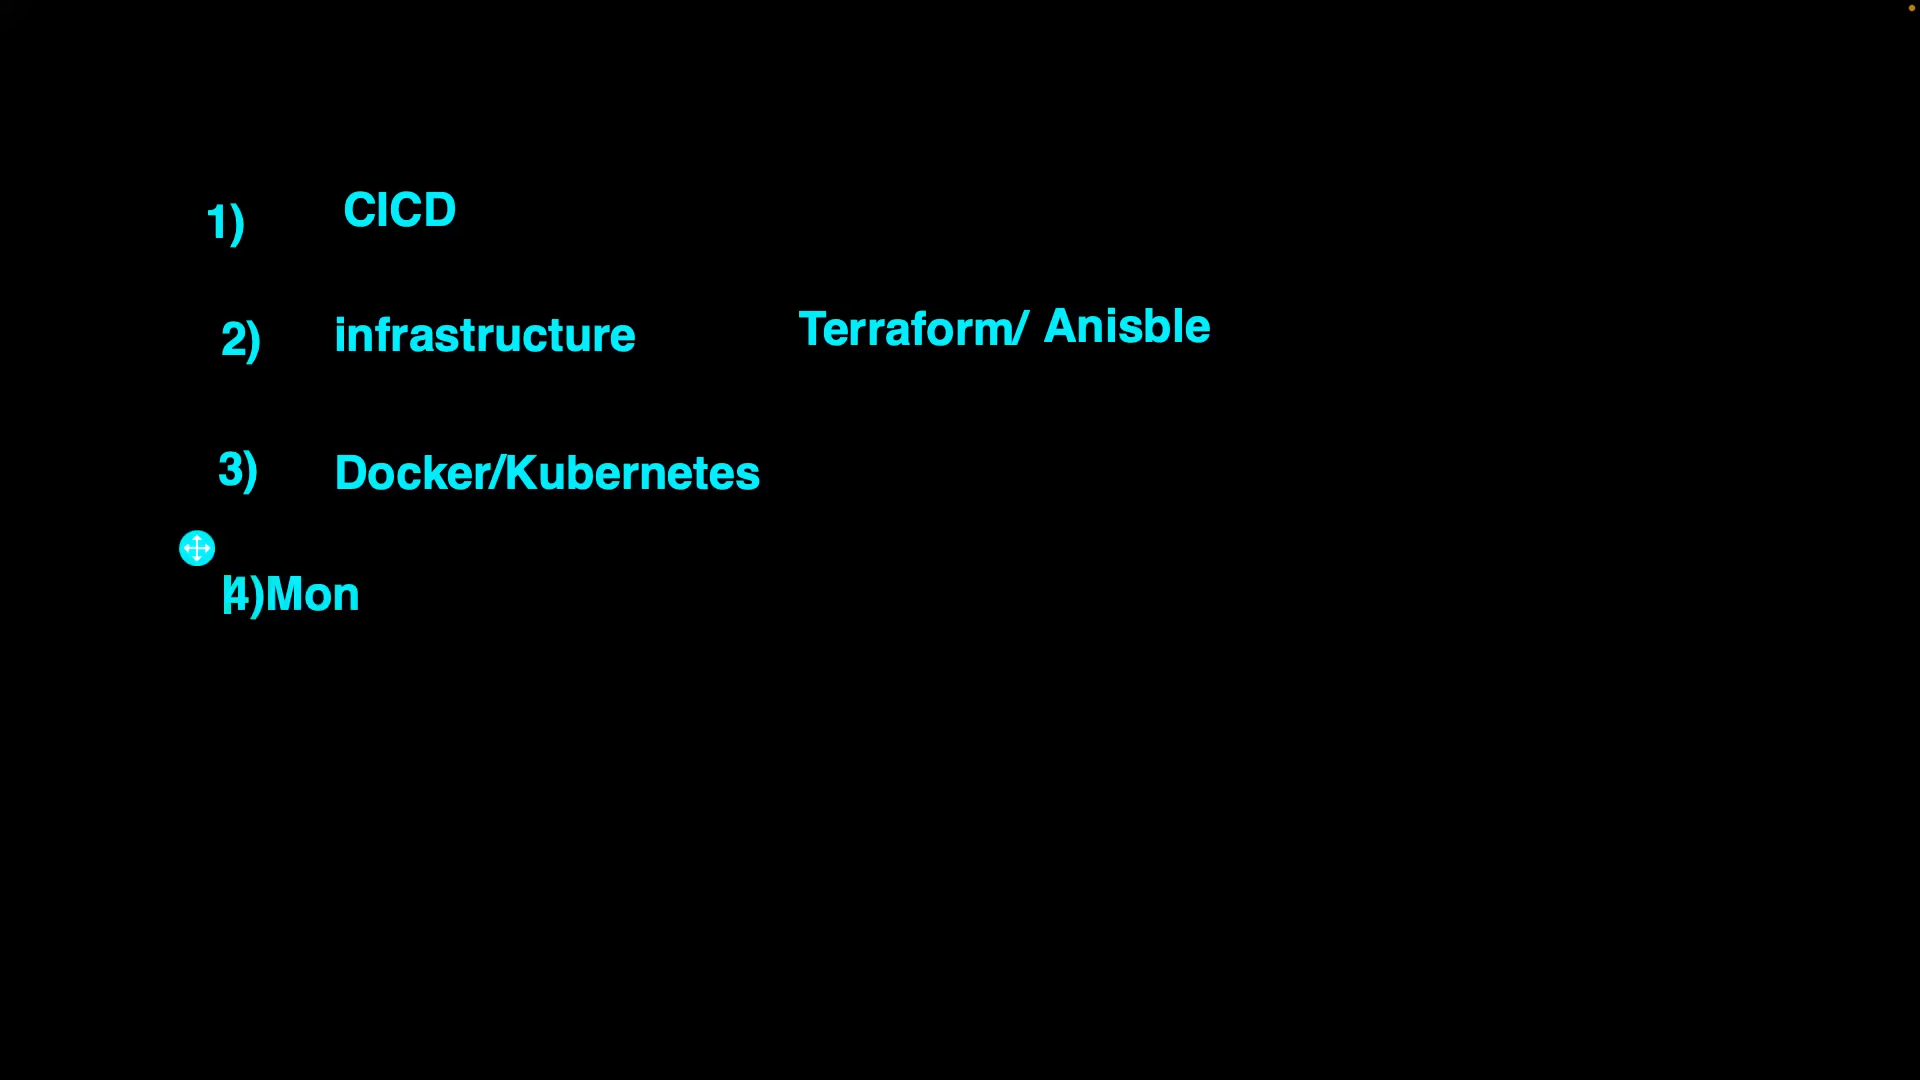 1) CICD
2) infrastructure Terraform/ Anisble
3) Docker/Kubernetes
4)Mon